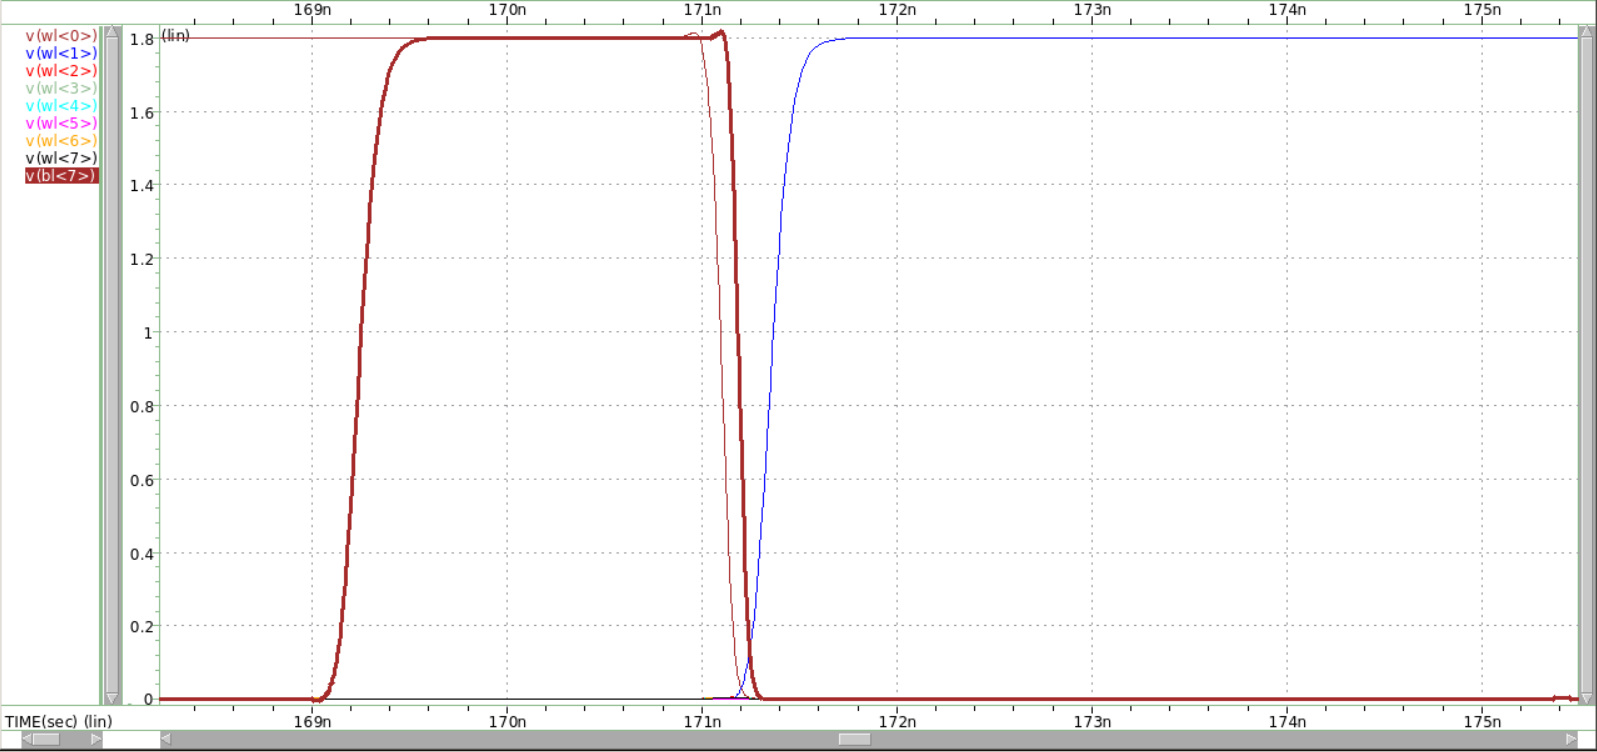 169n 170n 171n 172n 173n 174n 175n
v(wl<0>)
v(wl<1>)
v(wl<2>)
v(wl<3>)
v(wl<4>)
v(wl<5>)
v(wl<6>)
v(wl<7>)
v(bl<7>)
(lin)
1.8
1.6
1.4
1.2
1
0.8
0.6
0.4
0.2
0
TIME(sec) (lin) 169n 170n 171n 172n 173n 174n 175n